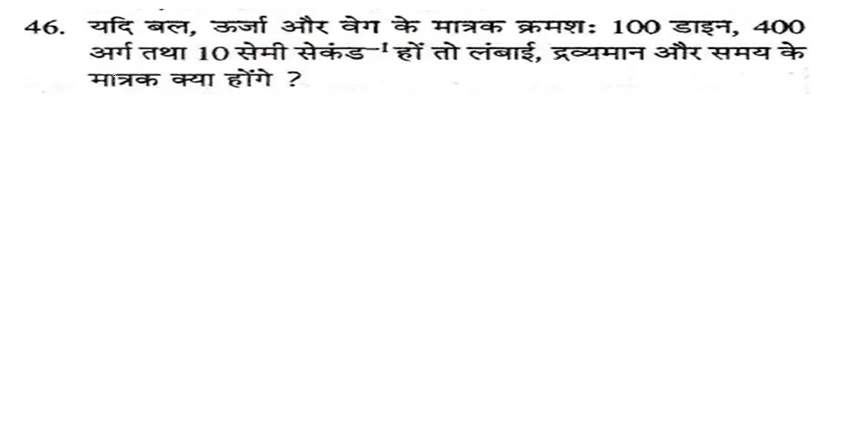 46. यदि बल, ऊर्जा और वेग के मात्रक क्रमशः 100 डाइन, 400
अर्ग तथा 10 सेमी सेकंड⁻¹ हों तो लंबाई, द्रव्यमान और समय के
मात्रक क्या होंगे ?